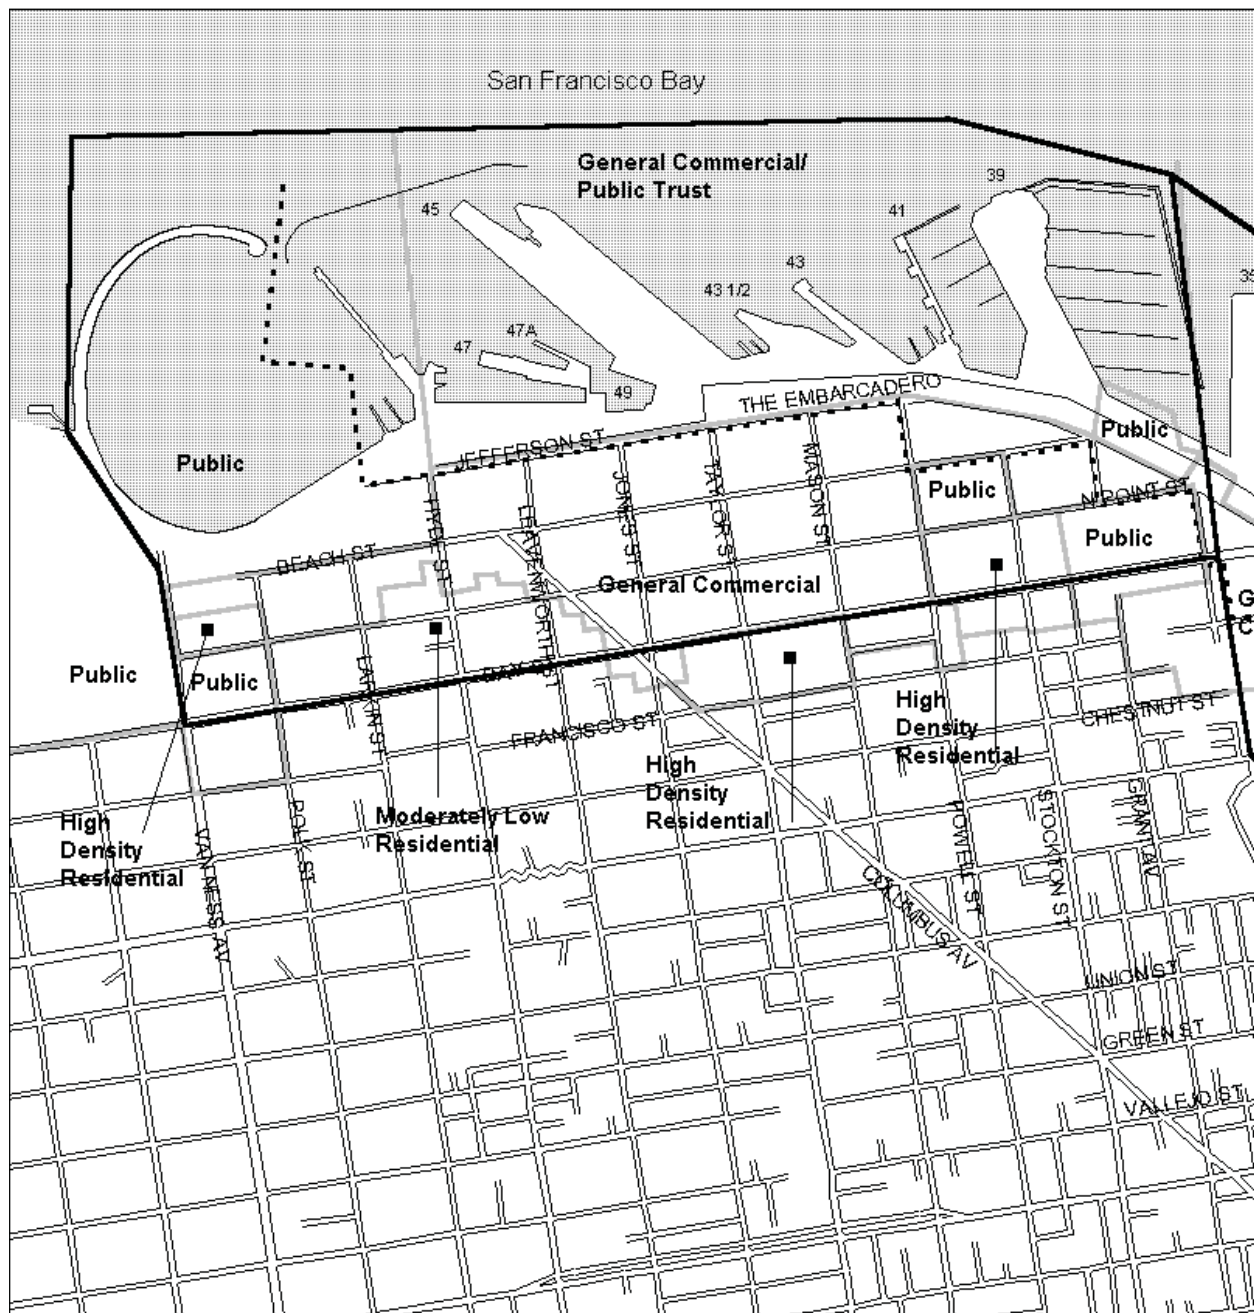 San Francisco Bay
General Commercial/
Public Trust
39
45
41
43
43 1/2
47A
47
49
THE EMBARCADERO
Public
JEFFERSON ST
Public
JONES ST
TAYLOR S
MASON ST
Public
N POINT ST
HYDE ST
LEAVENWORTH ST
Public
BEACH ST
General Commercial
G
C
Public
Public
LARKIN ST
High
Density
Residential
CHESTNUT ST
FRANCISCO ST
High
Density
Residential
Moderately Low
Residential
High
Density
Residential
POLK ST
VAN NESS AV
POWELL ST
STOCKTON ST
GRANT AV
COLUMBUS AV
UNION ST
GREEN ST
VALLEJO ST